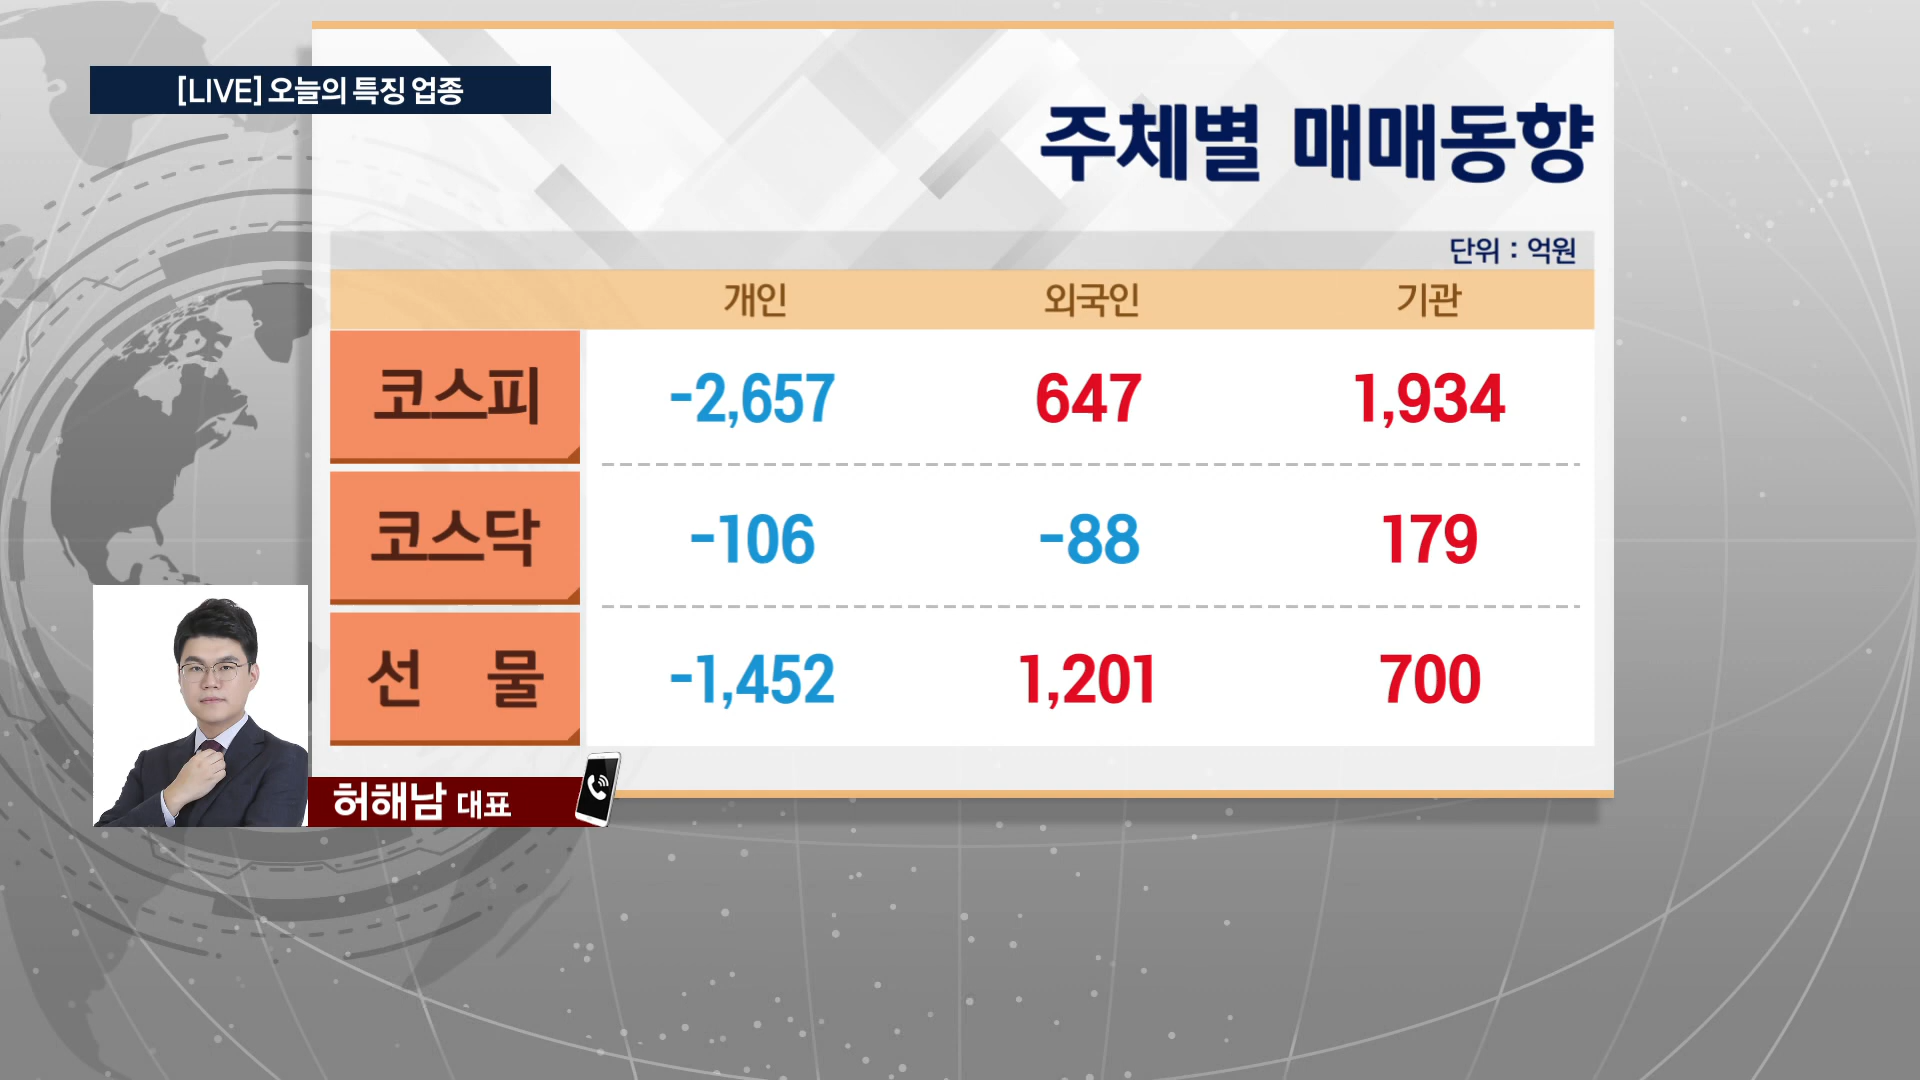 [LIVE] 오늘의 특징 업종
주체별 매매동향
단위 : 억원
개인 외국인 기관
코스피 -2,657 647 1,934
코스닥 -106 -88 179
선 물 -1,452 1,201 700
허해남 대표